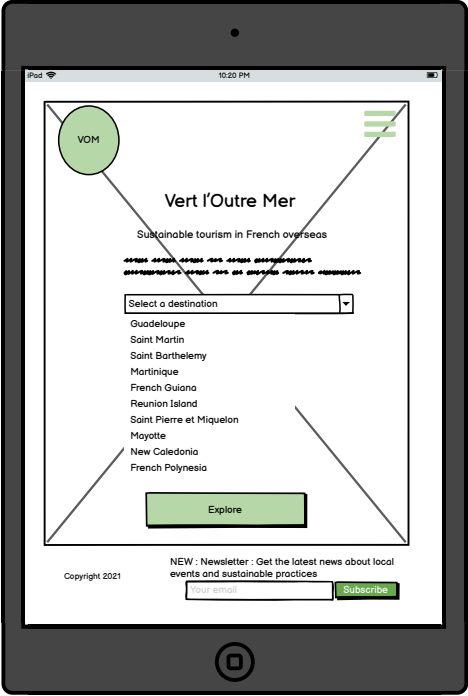 iPad
10:20 PM
VOM
Vert l'Outre Mer
Sustainable tourism in French overseas
Select a destination
Guadeloupe
Saint Martin
Saint Barthelemy
Martinique
French Guiana
Reunion Island
Saint Pierre et Miquelon
Mayotte
New Caledonia
French Polynesia
Explore
NEW : Newsletter : Get the latest news about local
events and sustainable practices
Copyright 2021
Your email
Subscribe